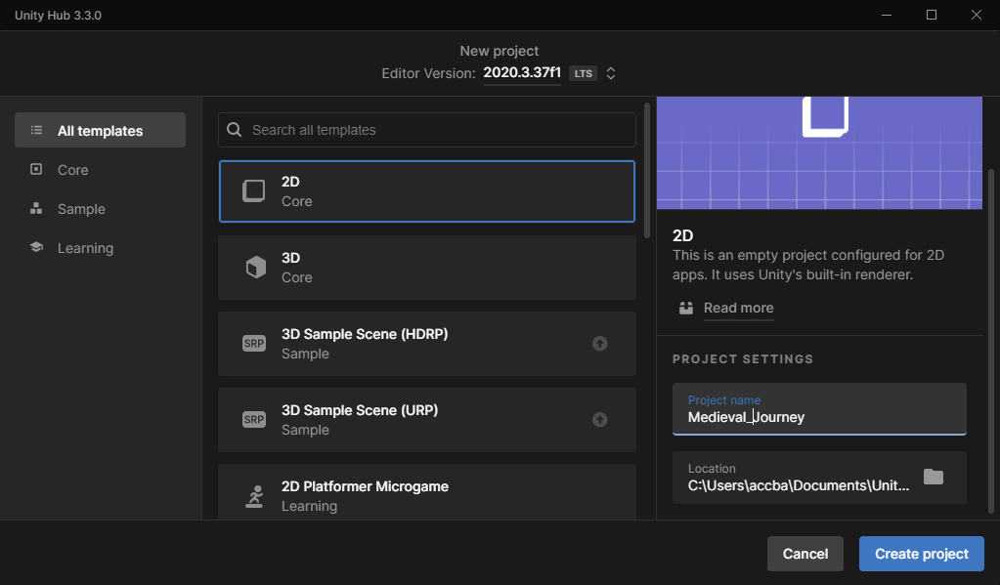 Unity Hub 3.3.0
New project
Editor Version: 2020.3.37f1 LTS
All templates
Core
Sample
Learning
Search all templates
2D
Core
3D
Core
SRP
3D Sample Scene (HDRP)
Sample
SRP
3D Sample Scene (URP)
Sample
2D Platformer Microgame
Learning
2D
This is an empty project configured for 2D
apps. It uses Unity's built-in renderer.
Read more
PROJECT SETTINGS
Project name
Medieval_Journey
Location
C:\Users\accba\Documents\Unit...
Cancel
Create project